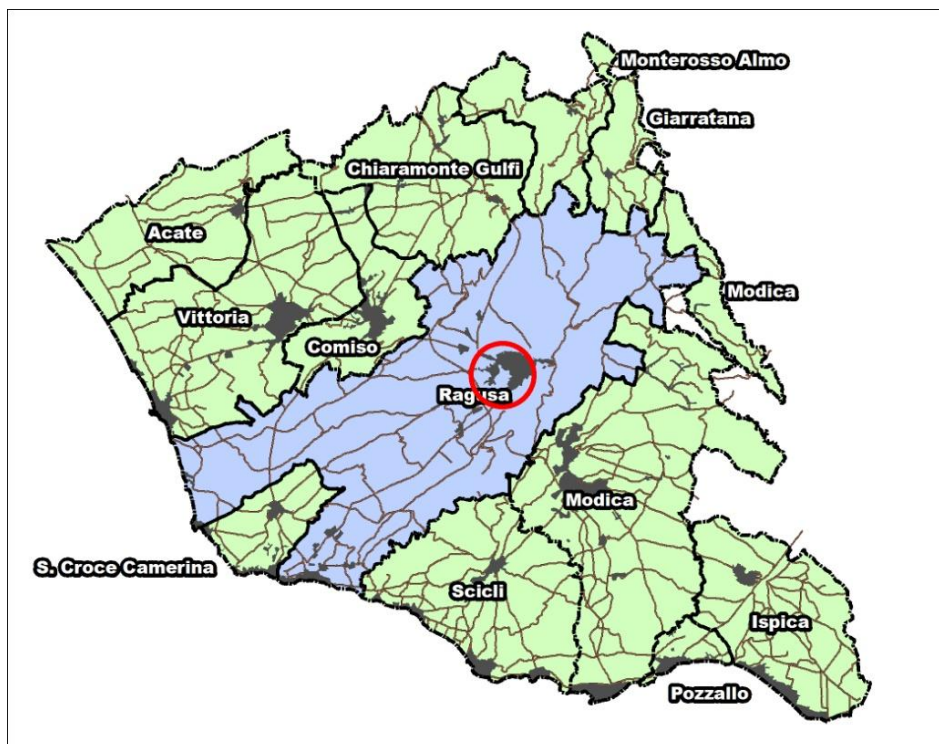 Monterosso Almo
Giarratana
Chiaramonte Gulfi
Acate
Modica
Vittoria
Comiso
Ragusa
Modica
S. Croce Camerina
Scicli
Ispica
Pozzallo